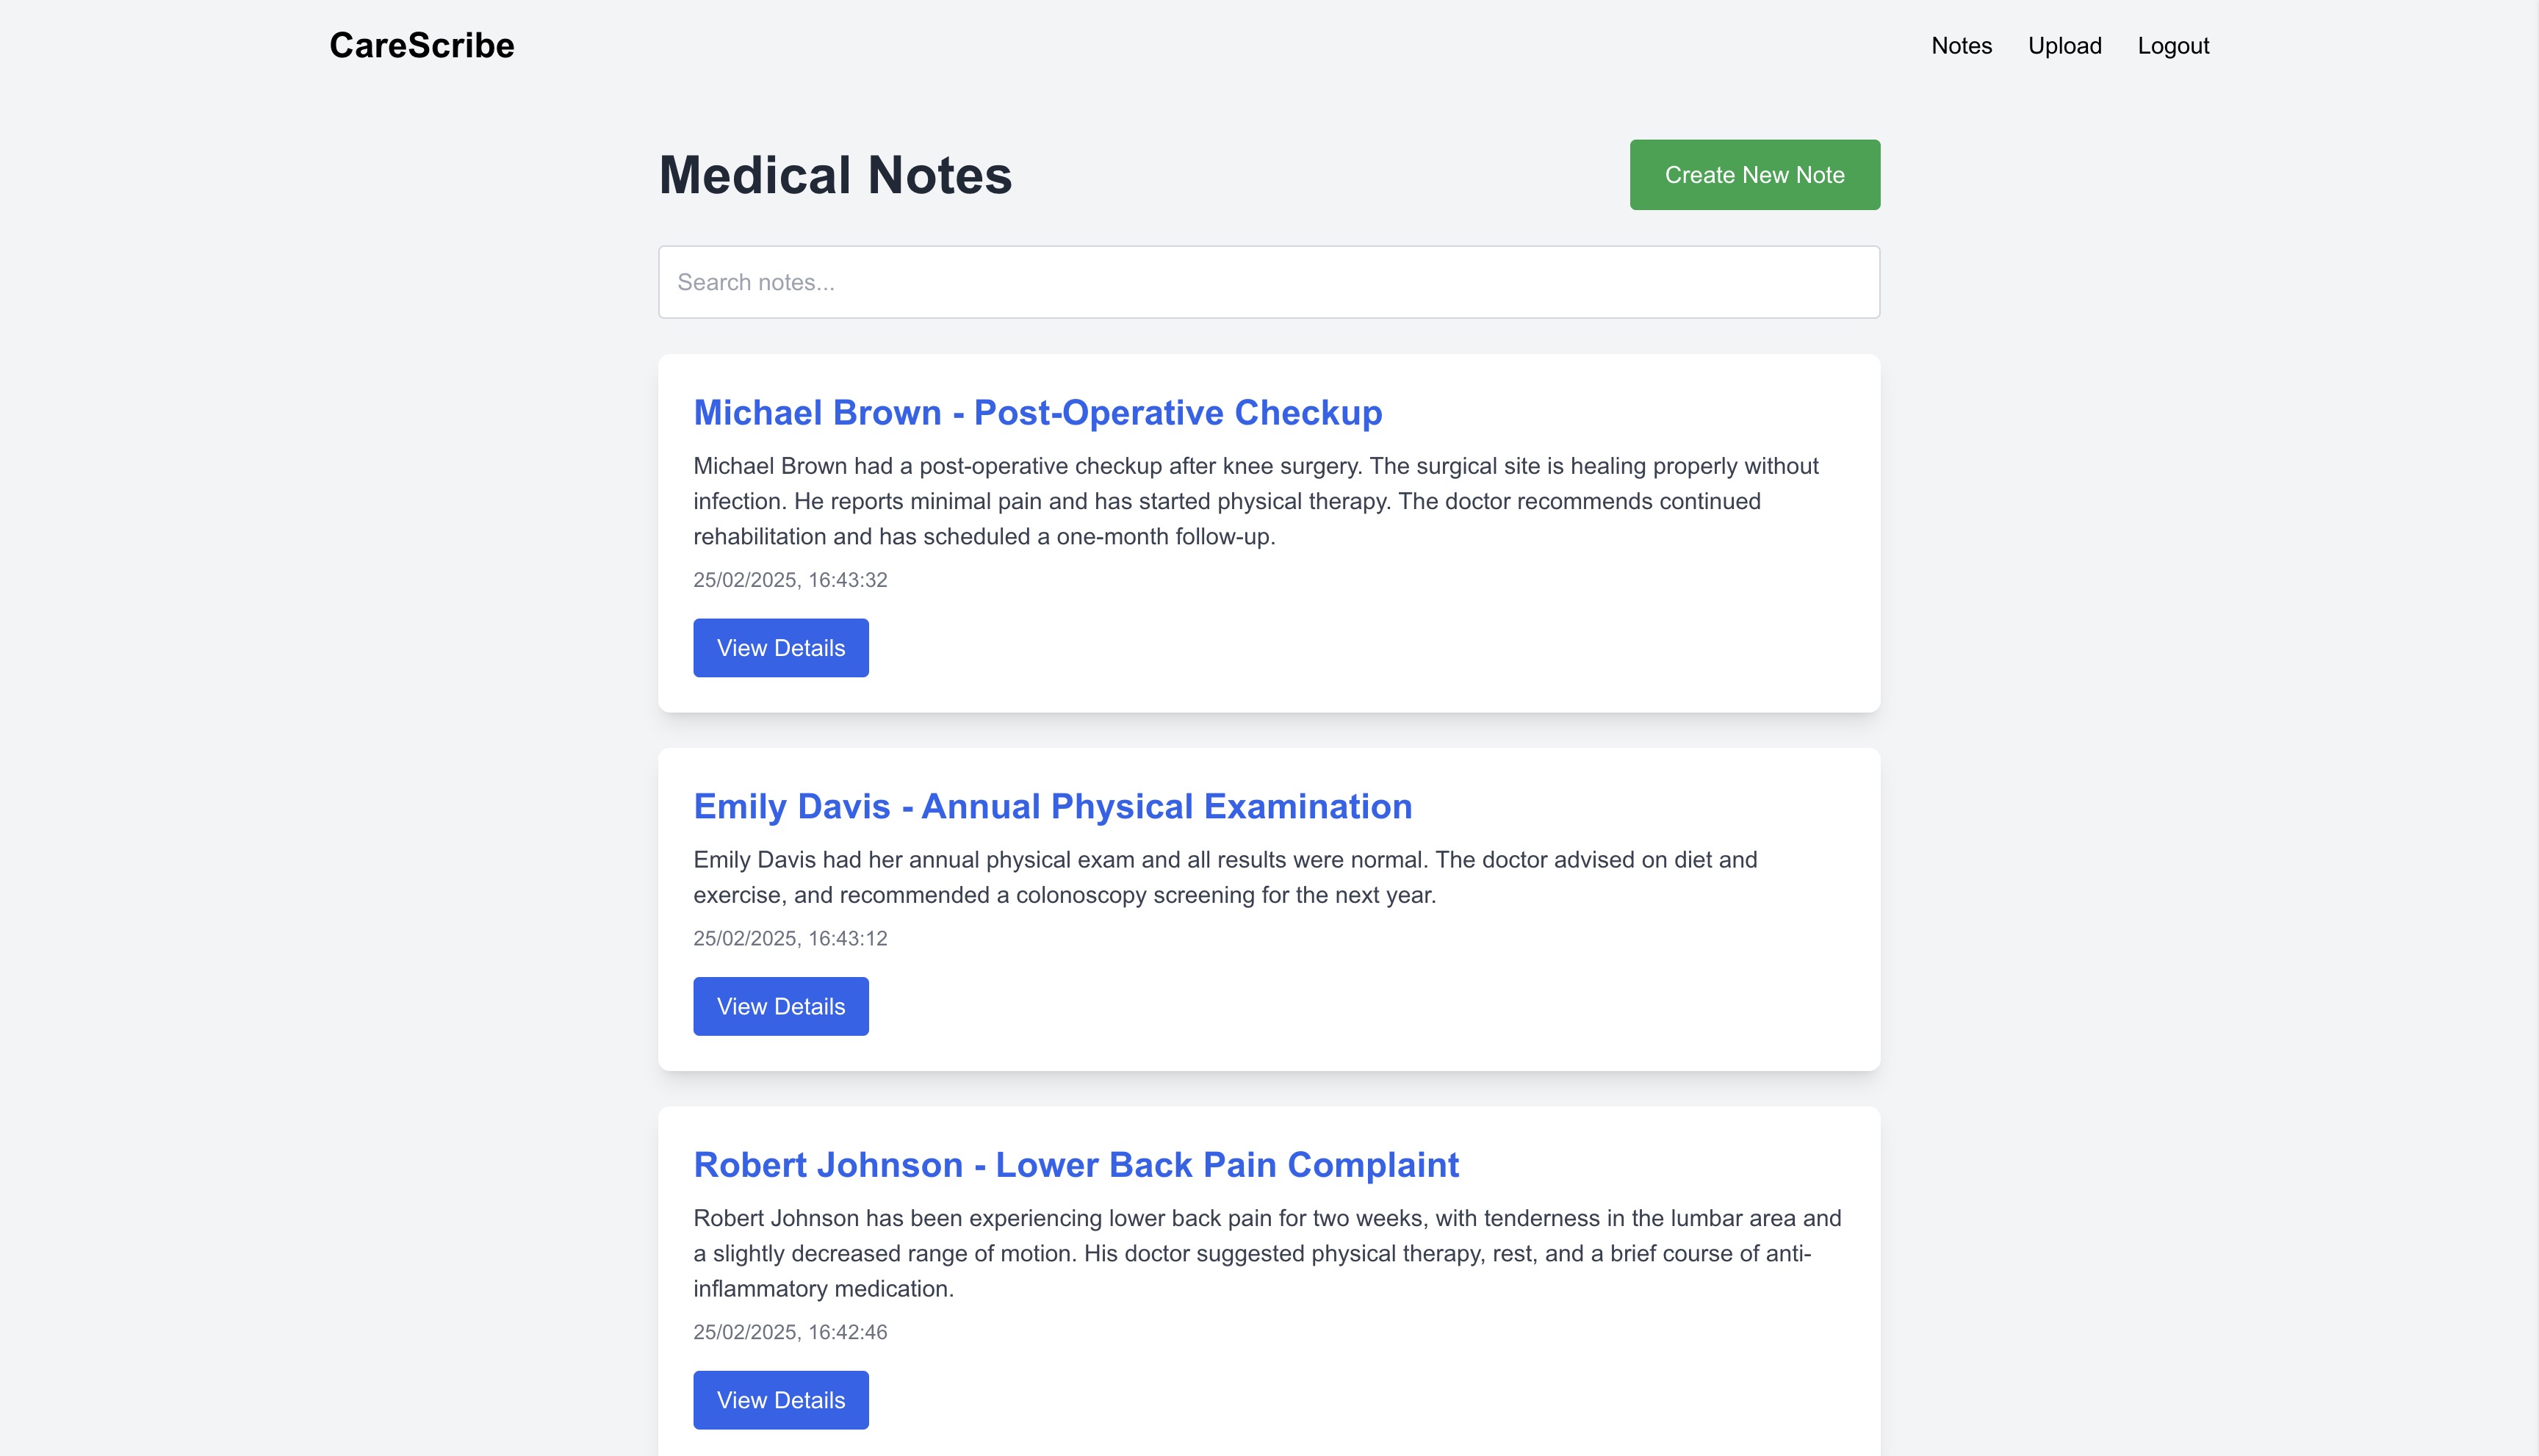 CareScribe
Notes Upload Logout
Medical Notes
Create New Note
Search notes...
Michael Brown - Post-Operative Checkup
Michael Brown had a post-operative checkup after knee surgery. The surgical site is healing properly without
infection. He reports minimal pain and has started physical therapy. The doctor recommends continued
rehabilitation and has scheduled a one-month follow-up.
25/02/2025, 16:43:32
View Details
Emily Davis - Annual Physical Examination
Emily Davis had her annual physical exam and all results were normal. The doctor advised on diet and
exercise, and recommended a colonoscopy screening for the next year.
25/02/2025, 16:43:12
View Details
Robert Johnson - Lower Back Pain Complaint
Robert Johnson has been experiencing lower back pain for two weeks, with tenderness in the lumbar area and
a slightly decreased range of motion. His doctor suggested physical therapy, rest, and a brief course of anti-
inflammatory medication.
25/02/2025, 16:42:46
View Details